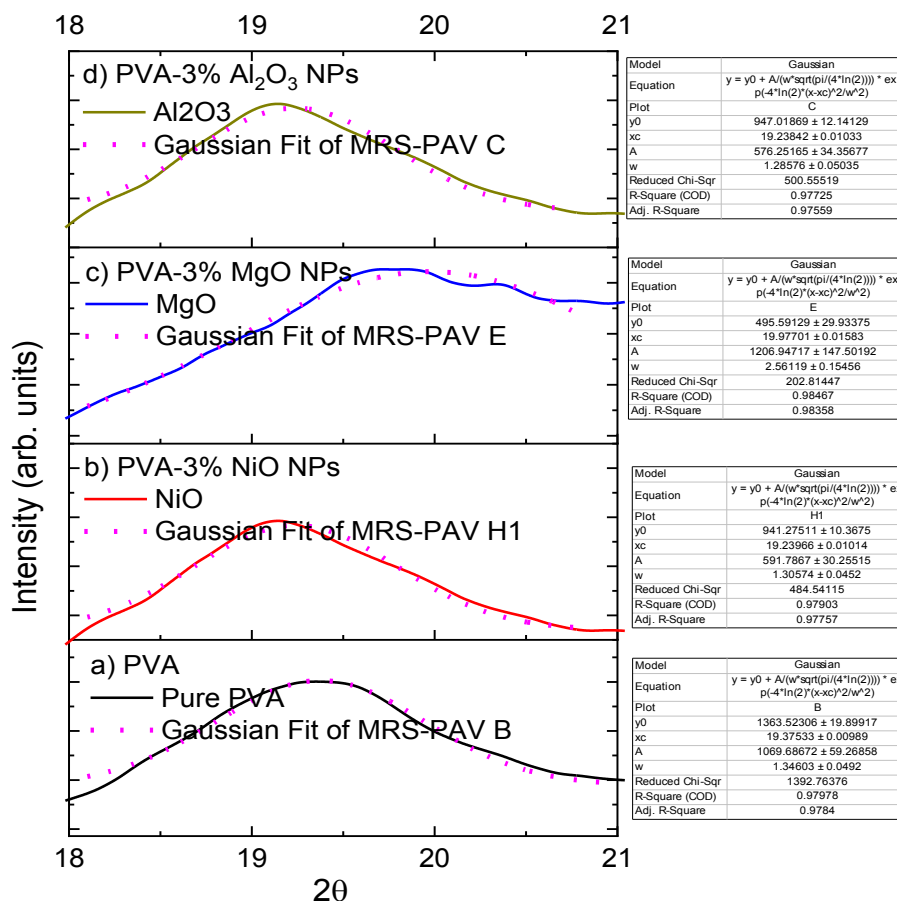 18 19 20 21
d) PVA-3% Al₂O₃ NPs
Al2O3
Gaussian Fit of MRS-PAV C
c) PVA-3% MgO NPs
MgO
Gaussian Fit of MRS-PAV E
b) PVA-3% NiO NPs
NiO
Gaussian Fit of MRS-PAV H1
a) PVA
Pure PVA
Gaussian Fit of MRS-PAV B
18 19 20 21
2θ
Intensity (arb. units)
Model Gaussian
Equation y = y0 + A/(w*sqrt(pi/(4*ln(2)))) * ex
p(-4*ln(2)*(x-xc)^2/w^2)
Plot C
y0 947.01869 ± 12.14129
xc 19.23842 ± 0.01033
A 576.25165 ± 34.35677
w 1.28576 ± 0.05035
Reduced Chi-Sqr 500.55519
R-Square (COD) 0.97725
Adj. R-Square 0.97559
Model Gaussian
Equation y = y0 + A/(w*sqrt(pi/(4*ln(2)))) * ex
p(-4*ln(2)*(x-xc)^2/w^2)
Plot E
y0 495.59129 ± 29.93375
xc 19.97701 ± 0.01583
A 1206.94717 ± 147.50192
w 2.56119 ± 0.15456
Reduced Chi-Sqr 202.81447
R-Square (COD) 0.98467
Adj. R-Square 0.98358
Model Gaussian
Equation y = y0 + A/(w*sqrt(pi/(4*ln(2)))) * ex
p(-4*ln(2)*(x-xc)^2/w^2)
Plot H1
y0 941.27511 ± 10.3675
xc 19.23966 ± 0.01014
A 591.7867 ± 30.25515
w 1.30574 ± 0.0452
Reduced Chi-Sqr 484.54115
R-Square (COD) 0.97903
Adj. R-Square 0.97757
Model Gaussian
Equation y = y0 + A/(w*sqrt(pi/(4*ln(2)))) * ex
p(-4*ln(2)*(x-xc)^2/w^2)
Plot B
y0 1363.52306 ± 19.89917
xc 19.37533 ± 0.00989
A 1069.68672 ± 59.26858
w 1.34603 ± 0.0492
Reduced Chi-Sqr 1392.76376
R-Square (COD) 0.97978
Adj. R-Square 0.9784